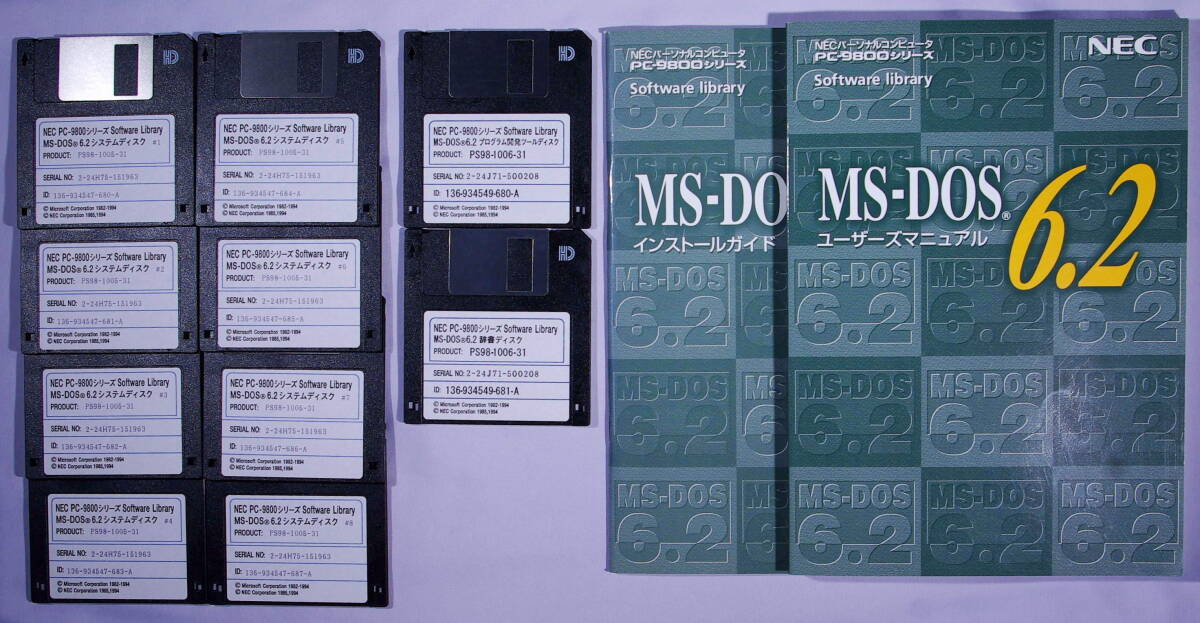 HD
NEC PC-9800シリーズ Software Library
MS-DOS® 6.2 システムディスク #1
PRODUCT: PS98-1005-31
SERIAL NO: 2-24H75-151963
ID: 136-934547-680-A
© Microsoft Corporation 1982-1994
© NEC Corporation 1985,1994
NEC PC-9800シリーズ Software Library
MS-DOS® 6.2 システムディスク #2
PRODUCT: PS98-1005-31
SERIAL NO: 2-24H75-151963
ID: 136-934547-681-A
© Microsoft Corporation 1982-1994
© NEC Corporation 1985,1994
NEC PC-9800シリーズ Software Library
MS-DOS® 6.2 システムディスク #3
PRODUCT: PS98-1005-31
SERIAL NO: 2-24H75-151963
ID: 136-934547-682-A
© Microsoft Corporation 1982-1994
© NEC Corporation 1985,1994
NEC PC-9800シリーズ Software Library
MS-DOS® 6.2 システムディスク #4
PRODUCT: PS98-1005-31
SERIAL NO: 2-24H75-151963
ID: 136-934547-683-A
© Microsoft Corporation 1982-1994
© NEC Corporation 1985,1994
HD
NEC PC-9800シリーズ Software Library
MS-DOS® 6.2 システムディスク #5
PRODUCT: PS98-1005-31
SERIAL NO: 2-24H75-151963
ID: 136-934547-684-A
© Microsoft Corporation 1982-1994
© NEC Corporation 1985,1994
NEC PC-9800シリーズ Software Library
MS-DOS® 6.2 システムディスク #6
PRODUCT: PS98-1005-31
SERIAL NO: 2-24H75-151963
ID: 136-934547-685-A
© Microsoft Corporation 1982-1994
© NEC Corporation 1985,1994
NEC PC-9800シリーズ Software Library
MS-DOS® 6.2 システムディスク #7
PRODUCT: PS98-1005-31
SERIAL NO: 2-24H75-151963
ID: 136-934547-686-A
© Microsoft Corporation 1982-1994
© NEC Corporation 1985,1994
NEC PC-9800シリーズ Software Library
MS-DOS® 6.2 システムディスク #8
PRODUCT: PS98-1005-31
SERIAL NO: 2-24H75-151963
ID: 136-934547-687-A
© Microsoft Corporation 1982-1994
© NEC Corporation 1985,1994
HD
NEC PC-9800シリーズ Software Library
MS-DOS® 6.2 プログラム開発ツールディスク
PRODUCT: PS98-1006-31
SERIAL NO: 2-24J71-500208
ID: 136-934549-680-A
© Microsoft Corporation 1982-1994
© NEC Corporation 1985,1994
HD
NEC PC-9800シリーズ Software Library
MS-DOS® 6.2 辞書ディスク
PRODUCT: PS98-1006-31
SERIAL NO: 2-24J71-500208
ID: 136-934549-681-A
© Microsoft Corporation 1982-1994
© NEC Corporation 1985,1994
NECパーソナルコンピュータ
PC-9800シリーズ
Software library
MS-DO
インストールガイド
NECパーソナルコンピュータ
PC-9800シリーズ
Software library
NEC
MS-DOS® 6.2
ユーザーズマニュアル
MS-DOS
6.2
MS-DOS
6.2
MS-DOS
6.2
MS-DOS
6.2